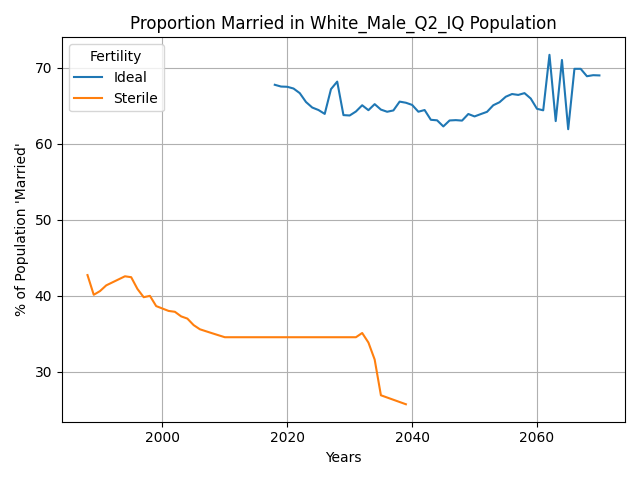 Proportion Married in White_Male_Q2_IQ Population
Fertility
Ideal
Sterile
70
60
50
40
30
% of Population 'Married'
2000
2020
2040
2060
Years